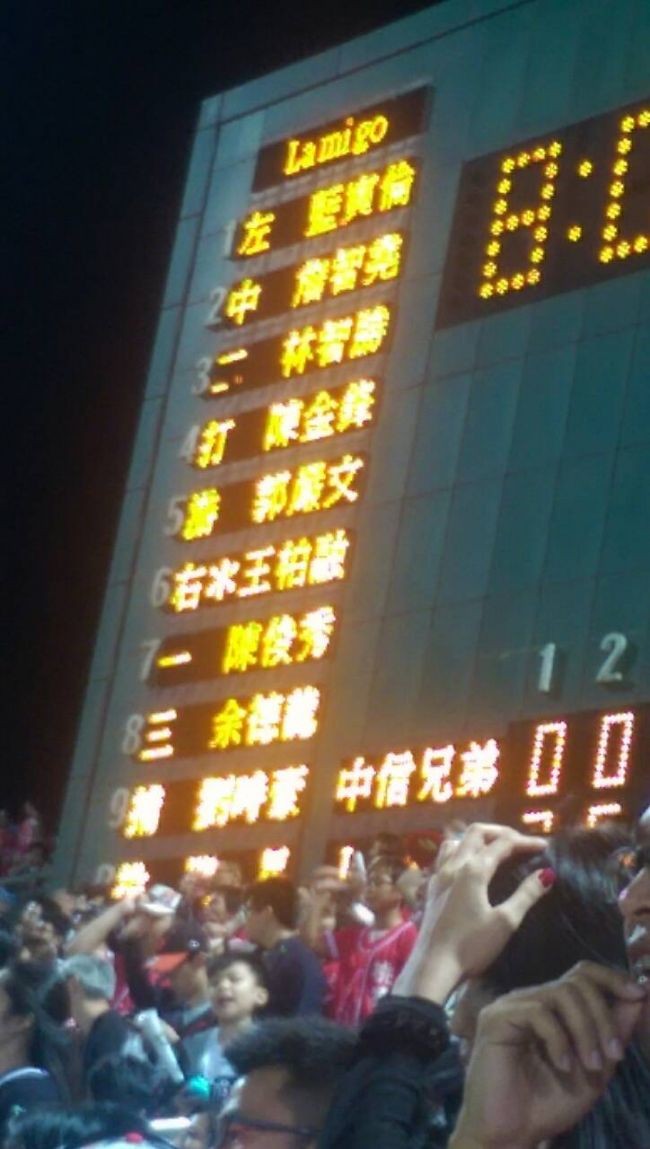 Lamigo
8:0
1 左 藍寅倫
2 中 詹智堯
3 二 林智勝
4 打 陳金鋒
5 游 郭嚴文
6 右冰王柏融
7 一 陳俊秀
8 三 余德龍
9 捕 劉時豪
1 2
中信兄弟 0 0